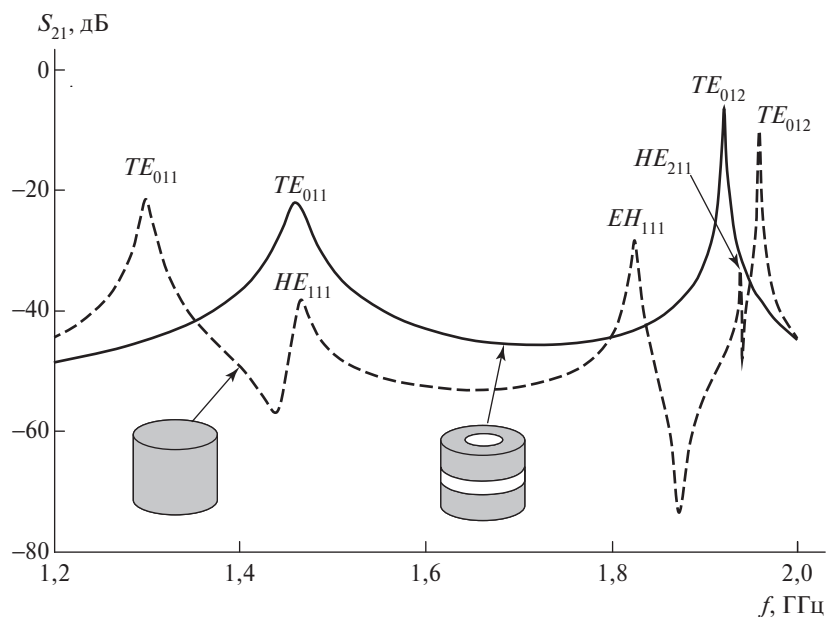 S₂₁, дБ
0
TE₀₁₂
TE₀₁₂
HE₂₁₁
TE₀₁₁
TE₀₁₁
−20
EH₁₁₁
HE₁₁₁
−40
−60
−80
1,2
1,4
1,6
1,8
2,0
f, ГГц